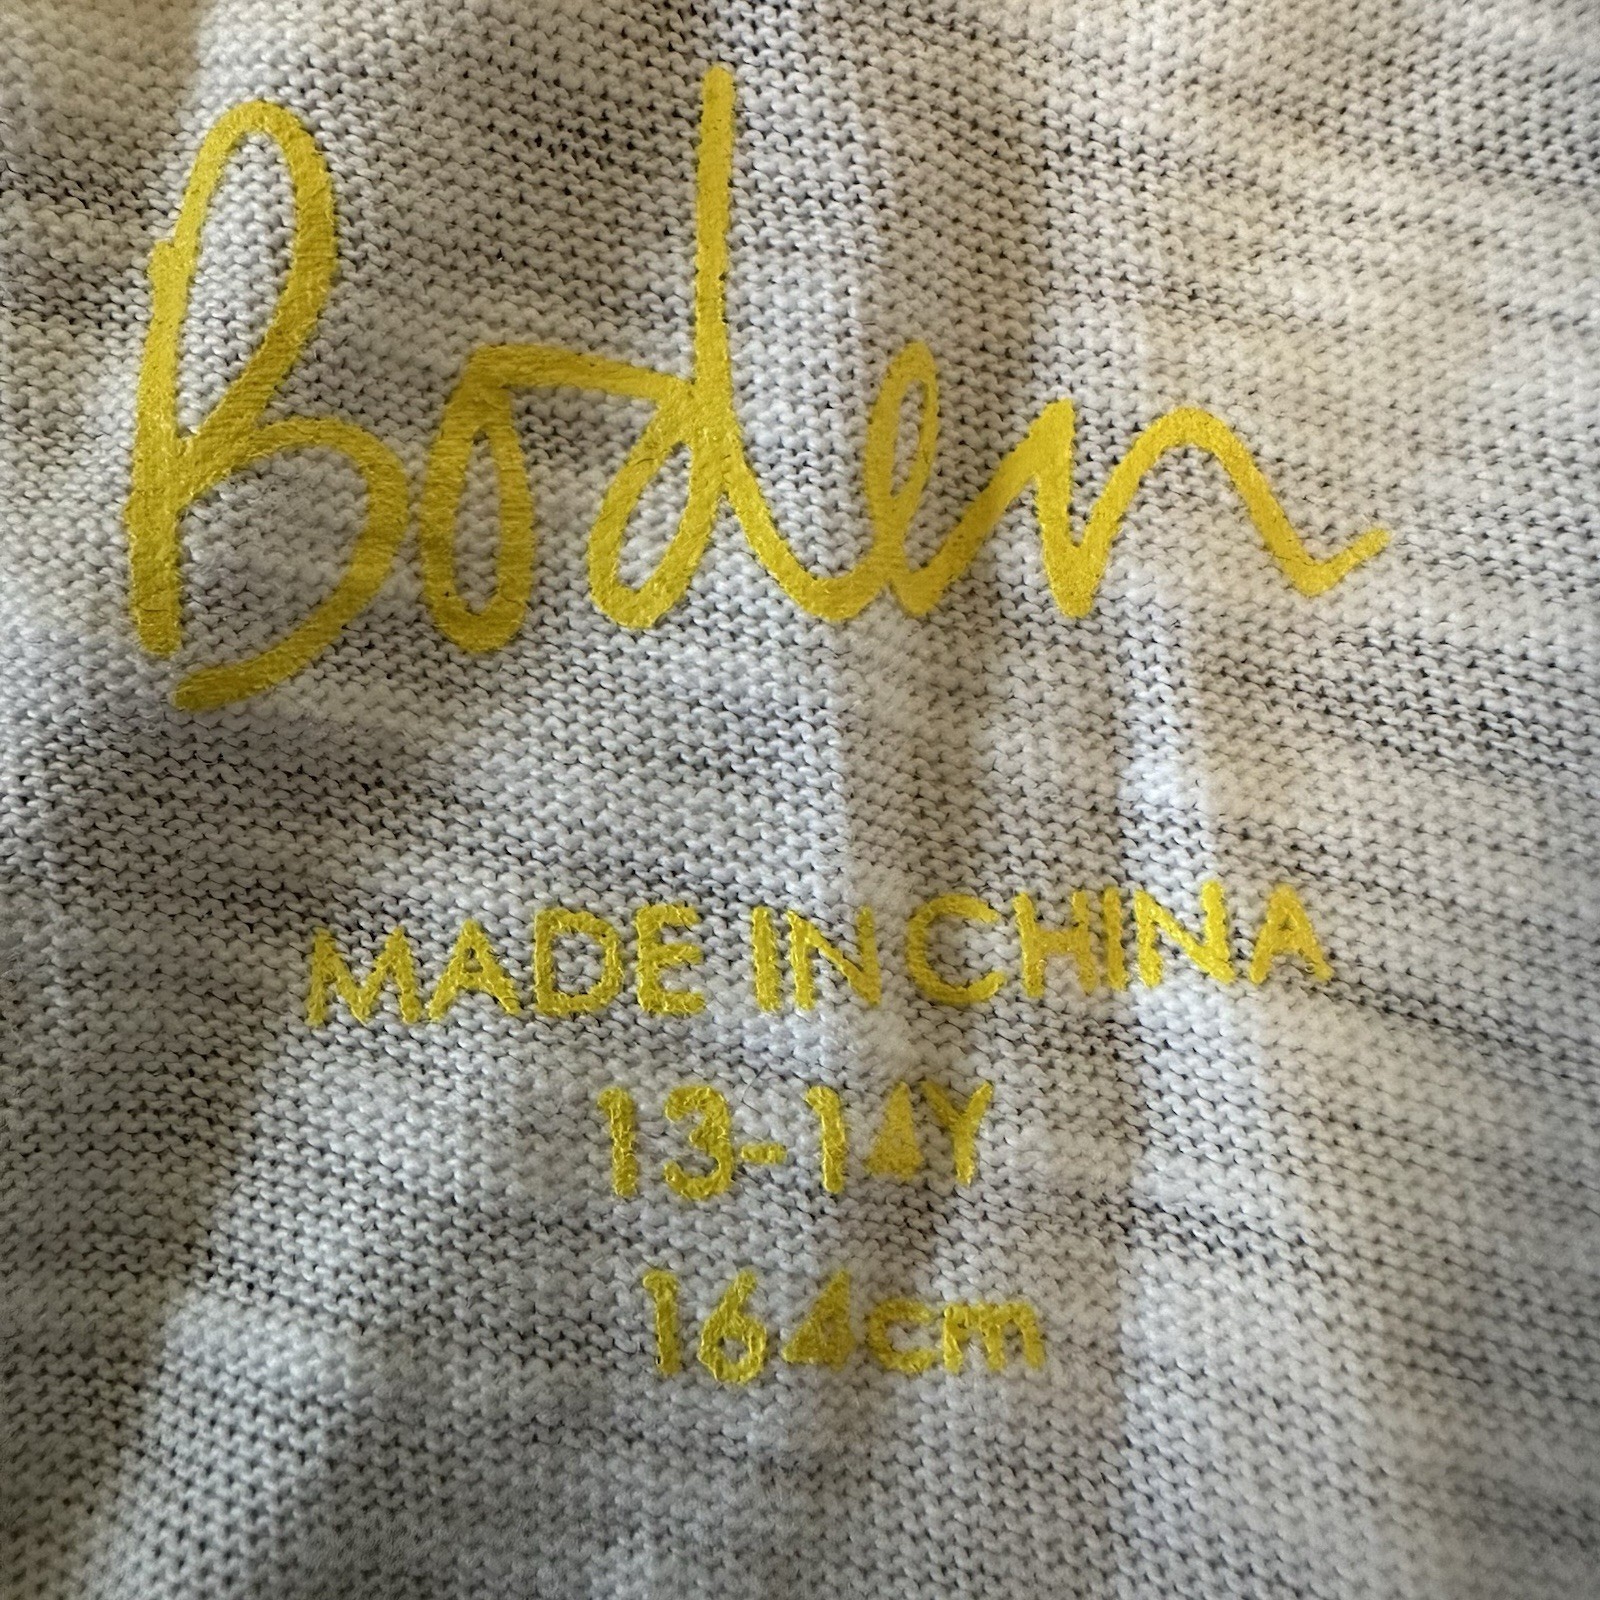 Boden
MADE IN CHINA
13-14Y
164cm